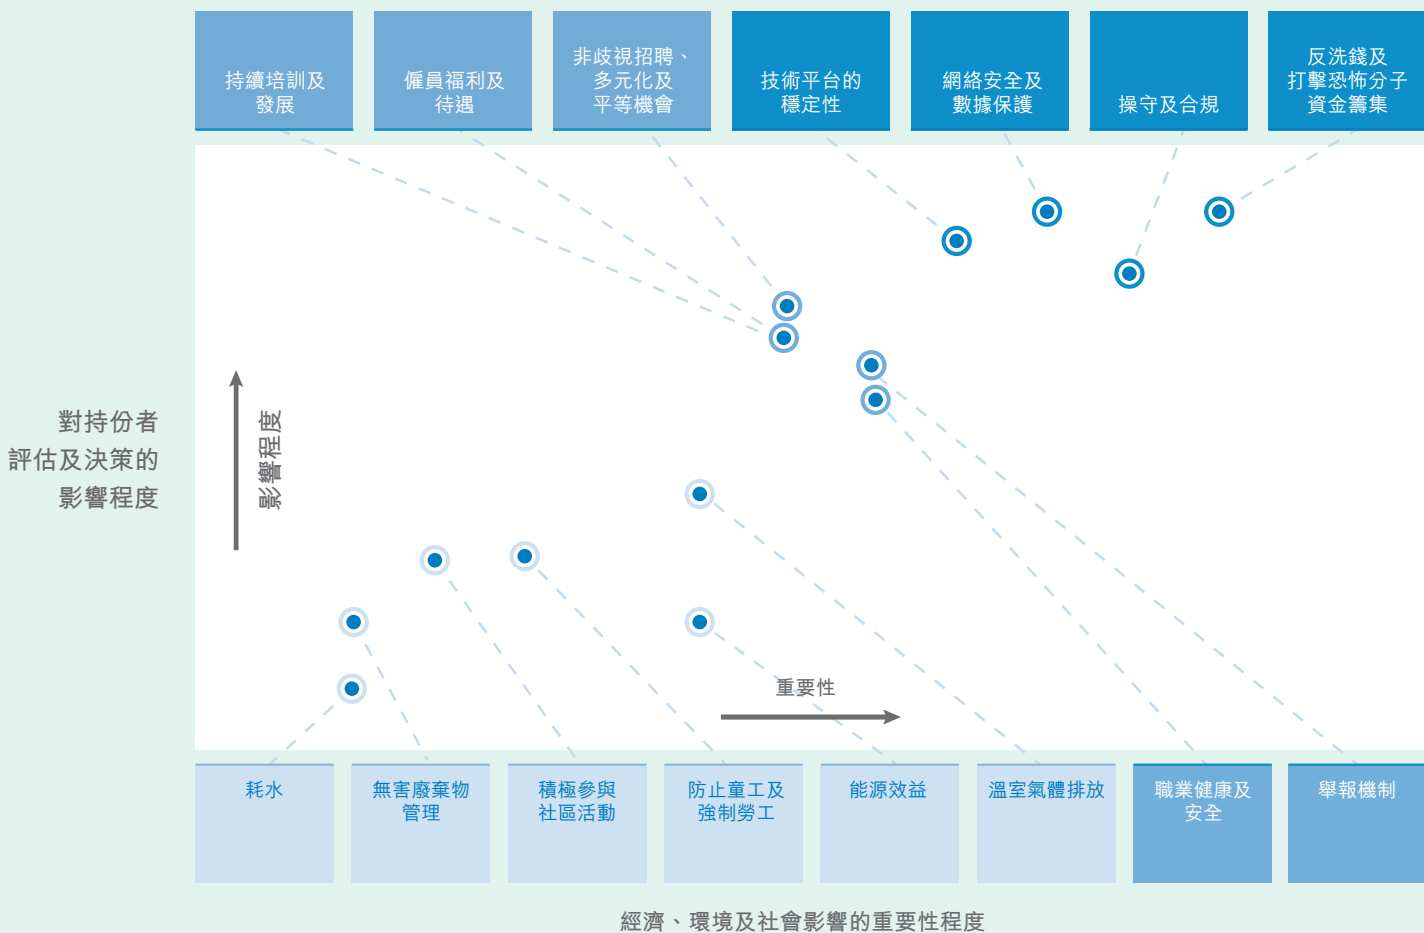 持續培訓及
發展
僱員福利及
待遇
非歧視招聘、
多元化及
平等機會
技術平台的
穩定性
網絡安全及
數據保護
操守及合規
反洗錢及
打擊恐怖分子
資金籌集
對持份者
評估及決策的
影響程度
影響程度
重要性
耗水
無害廢棄物
管理
積極參與
社區活動
防止童工及
強制勞工
能源效益
溫室氣體排放
職業健康及
安全
舉報機制
經濟、環境及社會影響的重要性程度